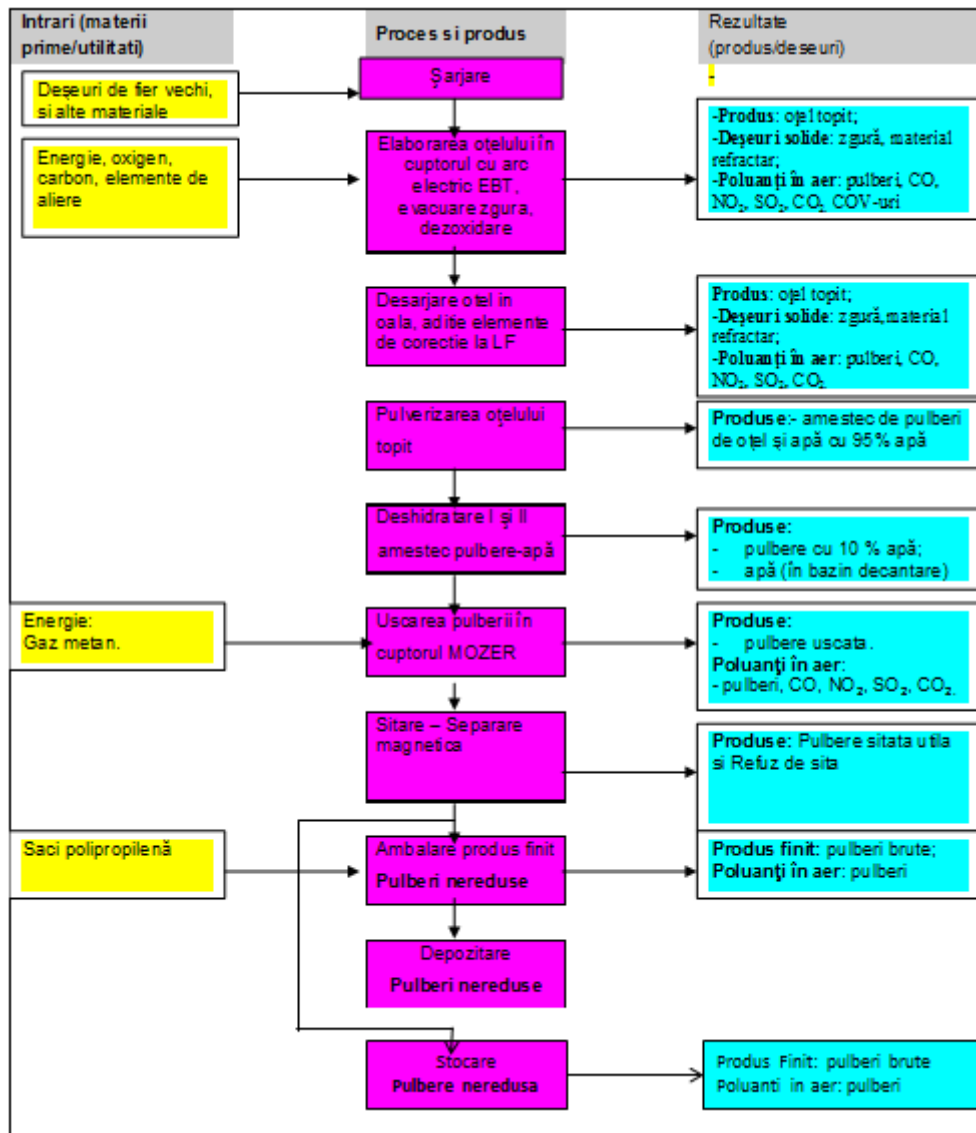 Intrari (materii
prime/utilitati)
Proces si produs
Rezultate
(produs/deseuri)
-
Şarjare
Deşeuri de fier vechi,
si alte materiale
Energie, oxigen,
carbon, elemente de
aliere
Elaborarea oţelului în
cuptorul cu arc
electric EBT,
evacuare zgura,
dezoxidare
-Produs: oţel topit;
-Deşeuri solide: zgură, material
refractar;
-Poluanţi în aer: pulberi, CO,
NO2, SO2, CO2 COV-uri
Desarjare otel in
oala, aditie elemente
de corectie la LF
Produs: oţel topit;
-Deşeuri solide: zgură,material
refractar;
-Poluanţi în aer: pulberi, CO,
NO2, SO2, CO2
Pulverizarea oţelului
topit
Produse:- amestec de pulberi
de oţel şi apă cu 95% apă
Deshidratare I şi II
amestec pulbere-apă
Produse:
- pulbere cu 10 % apă;
- apă (în bazin decantare)
Energie:
Gaz metan.
Uscarea pulberii în
cuptorul MOZER
Produse:
- pulbere uscata.
Poluanţi în aer:
- pulberi, CO, NO2, SO2, CO2.
Sitare – Separare
magnetica
Produse: Pulbere sitata utila
si Refuz de sita
Saci polipropilenă
Ambalare produs finit
Pulberi nereduse
Produs finit: pulberi brute;
Poluanţi în aer: pulberi
Depozitare
Pulberi nereduse
Stocare
Pulbere neredusa
Produs Finit: pulberi brute
Poluanti in aer: pulberi